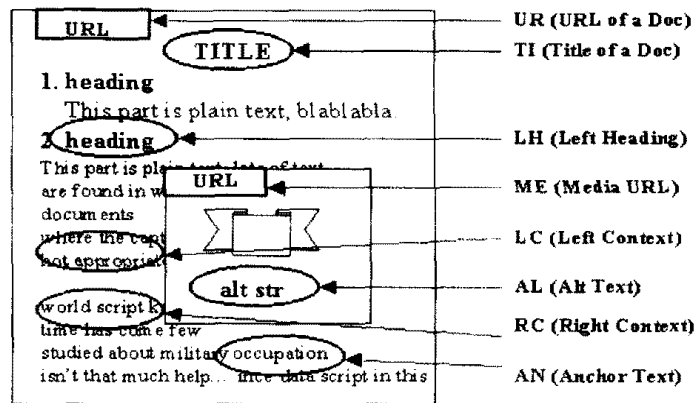 URL
TITLE
1. heading
This part is plain text, blablabla.
2. heading
This part is plain text, lots of text
are found in w
documents
where the capt
not appropriate
world script k
time has come few
studied about military occupation
isn't that much help... ince data script in this
URL
alt str
UR (URL of a Doc)
TI (Title of a Doc)
LH (Left Heading)
ME (Media URL)
LC (Left Context)
AL (Alt Text)
RC (Right Context)
AN (Anchor Text)